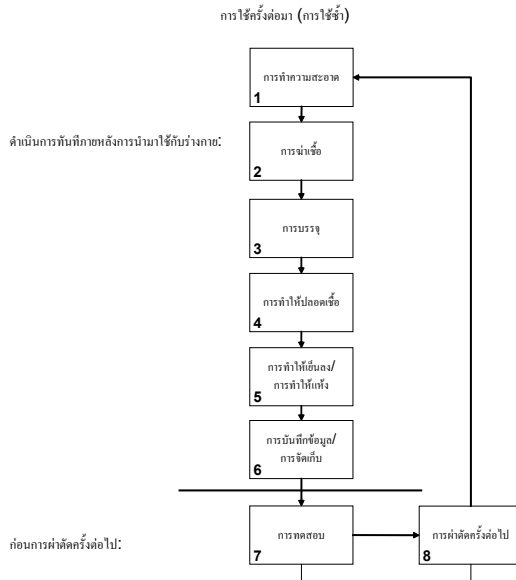 การใช้ครั้งต่อมา (การใช้ซ้ำ)
การทำความสะอาด
1
ดำเนินการทันทีภายหลังการนำมาใช้กับร่างกาย:
การฆ่าเชื้อ
2
การบรรจุ
3
การทำให้ปลอดเชื้อ
4
การทำให้เย็นลง/
การทำให้แห้ง
5
การบันทึกข้อมูล/
การจัดเก็บ
6
ก่อนการผ่าตัดครั้งต่อไป:
การทดสอบ
7
การผ่าตัดครั้งต่อไป
8